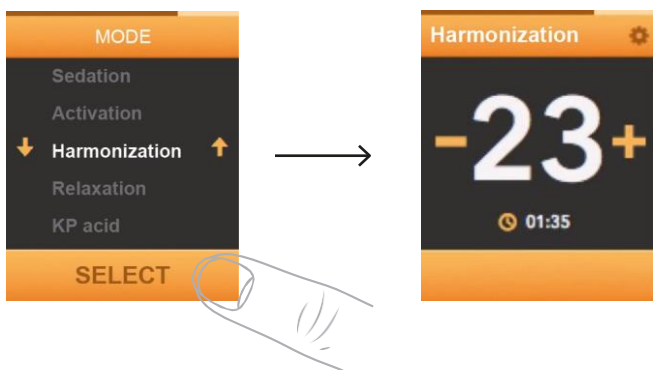 MODE
Sedation
Activation
Harmonization
Relaxation
KP acid
SELECT
Harmonization
-23+
01:35